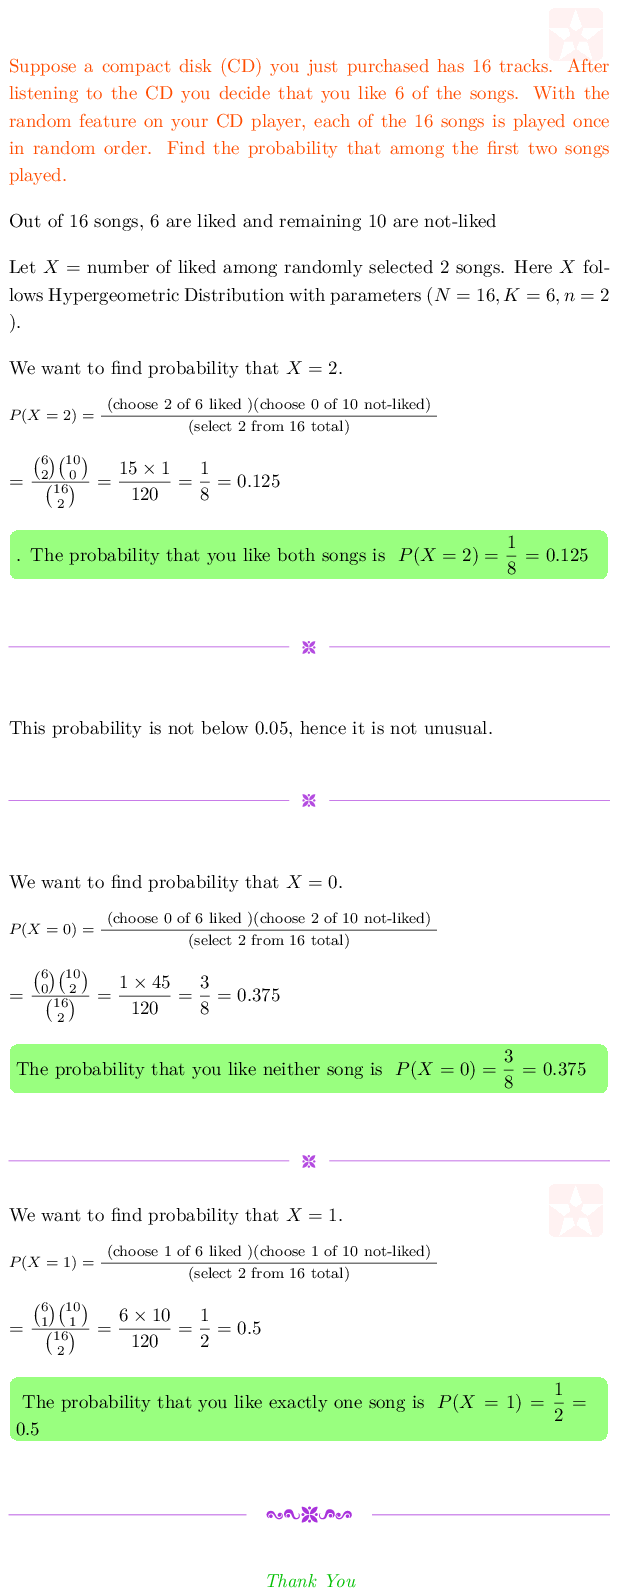 Suppose a compact disk (CD) you just purchased has 16 tracks. After
listening to the CD you decide that you like 6 of the songs. With the
random feature on your CD player, each of the 16 songs is played once
in random order. Find the probability that among the first two songs
played.
Out of 16 songs, 6 are liked and remaining 10 are not-liked
Let X = number of liked among randomly selected 2 songs. Here X fol-
lows Hypergeometric Distribution with parameters (N = 16, K = 6, n = 2
).
We want to find probability that X = 2.
P(X = 2) = \frac{(choose 2 of 6 liked )(choose 0 of 10 not-liked)}{(select 2 from 16 total)}
= \frac{\binom{6}{2}\binom{10}{0}}{\binom{16}{2}} = \frac{15 × 1}{120} = \frac{1}{8} = 0.125
. The probability that you like both songs is P(X = 2) = \frac{1}{8} = 0.125
This probability is not below 0.05, hence it is not unusual.
We want to find probability that X = 0.
P(X = 0) = \frac{(choose 0 of 6 liked )(choose 2 of 10 not-liked)}{(select 2 from 16 total)}
= \frac{\binom{6}{0}\binom{10}{2}}{\binom{16}{2}} = \frac{1 × 45}{120} = \frac{3}{8} = 0.375
The probability that you like neither song is P(X = 0) = \frac{3}{8} = 0.375
We want to find probability that X = 1.
P(X = 1) = \frac{(choose 1 of 6 liked )(choose 1 of 10 not-liked)}{(select 2 from 16 total)}
= \frac{\binom{6}{1}\binom{10}{1}}{\binom{16}{2}} = \frac{6 × 10}{120} = \frac{1}{2} = 0.5
The probability that you like exactly one song is P(X = 1) = \frac{1}{2} =
0.5
Thank You